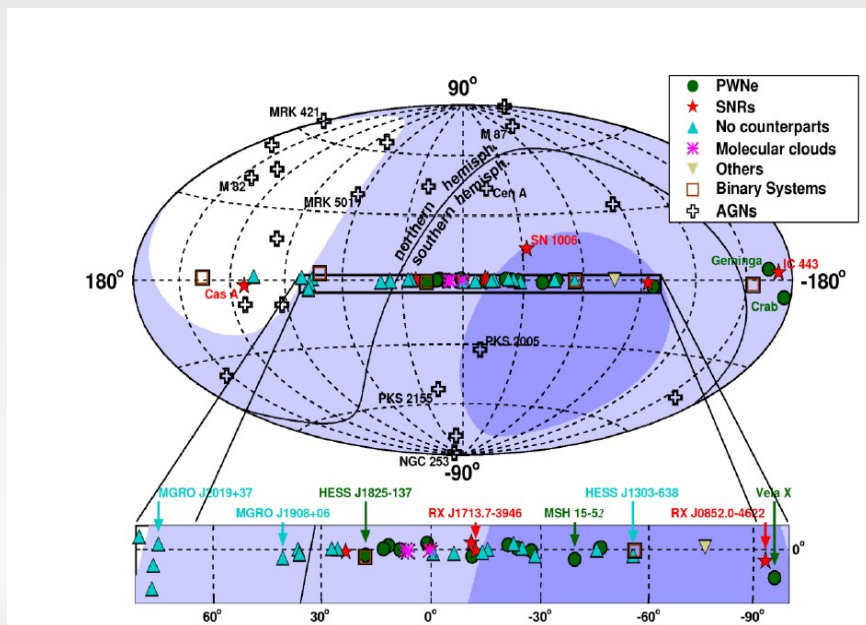 90°
PWNe
SNRs
No counterparts
Molecular clouds
Others
Binary Systems
AGNs
MRK 421
M 87
M 82
MRK 501
Cen A
northern hemisph.
southern hemisph.
SN 1006
Geminga
IC 443
180°
-180°
Cas A
Crab
PKS 2005
PKS 2155
NGC 253
-90°
MGRO J2019+37
HESS J1825-137
HESS J1303-638
Vela X
MGRO J1908+06
RX J1713.7-3946
MSH 15-52
RX J0852.0-4622
0°
60°
30°
0°
-30°
-60°
-90°